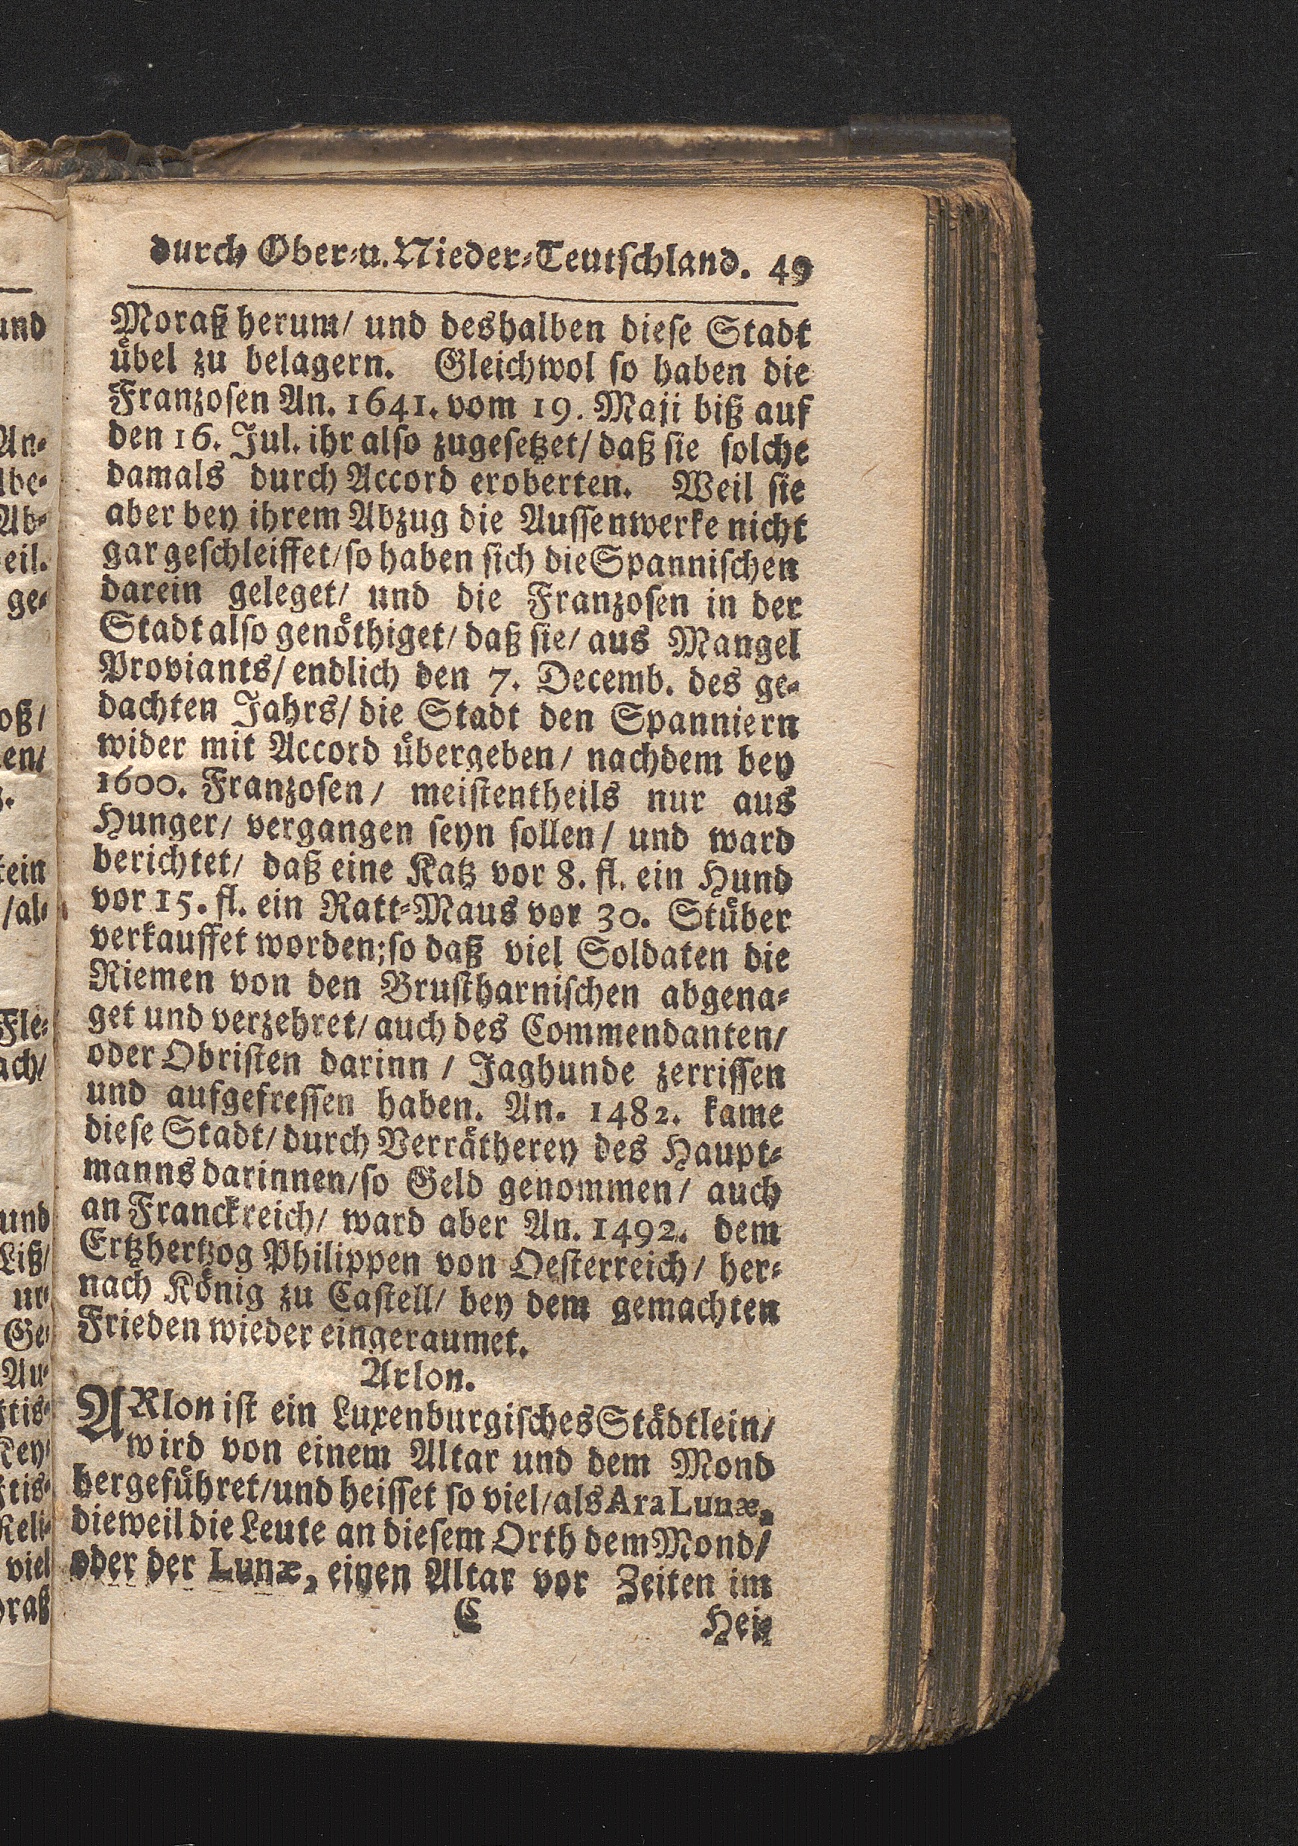 durch Ober-u. Nieder-Teutschland. 49
Moraß herum/ und deshalben diese Stadt
übel zu belagern. Gleichwol so haben die
Franzosen An. 1641. vom 19. Maji biß auf
den 16. Jul. ihr also zugesetzet/ daß sie solche
damals durch Accord eroberten. Weil sie
aber bey ihrem Abzug die Aussenwerke nicht
gar geschleiffet/ so haben sich die Spannischen
darein geleget/ und die Franzosen in der
Stadt also genöthiget/ daß sie/ aus Mangel
Proviants/ endlich den 7. Decemb. des ge-
dachten Jahrs/ die Stadt den Spanniern
wider mit Accord übergeben/ nachdem bey
1600. Franzosen/ meistentheils nur aus
Hunger/ vergangen seyn sollen/ und ward
berichtet/ daß eine Katz vor 8. fl. ein Hund
vor 15. fl. ein Ratt-Maus vor 30. Stüber
verkauffet worden; so daß viel Soldaten die
Riemen von den Brustharnischen abgena-
get und verzehret/ auch des Commendanten/
oder Obristen darinn / Jaghunde zerrissen
und aufgefressen haben. An. 1482. kame
diese Stadt/ durch Verrätherey des Haupt-
manns darinnen/ so Geld genommen/ auch
an Franckreich/ ward aber An. 1492. dem
Ertzhertzog Philippen von Oesterreich/ her-
nach König zu Castell/ bey dem gemachten
Frieden wieder eingeraumet.
Arlon.
ARlon ist ein Luxenburgisches Städtlein/
wird von einem Altar und dem Mond
hergeführet/ und heisset so viel/ als Ara Lunæ,
dieweil die Leute an diesem Orth dem Mond/
oder der Lunæ, einen Altar vor Zeiten im
C Hei-